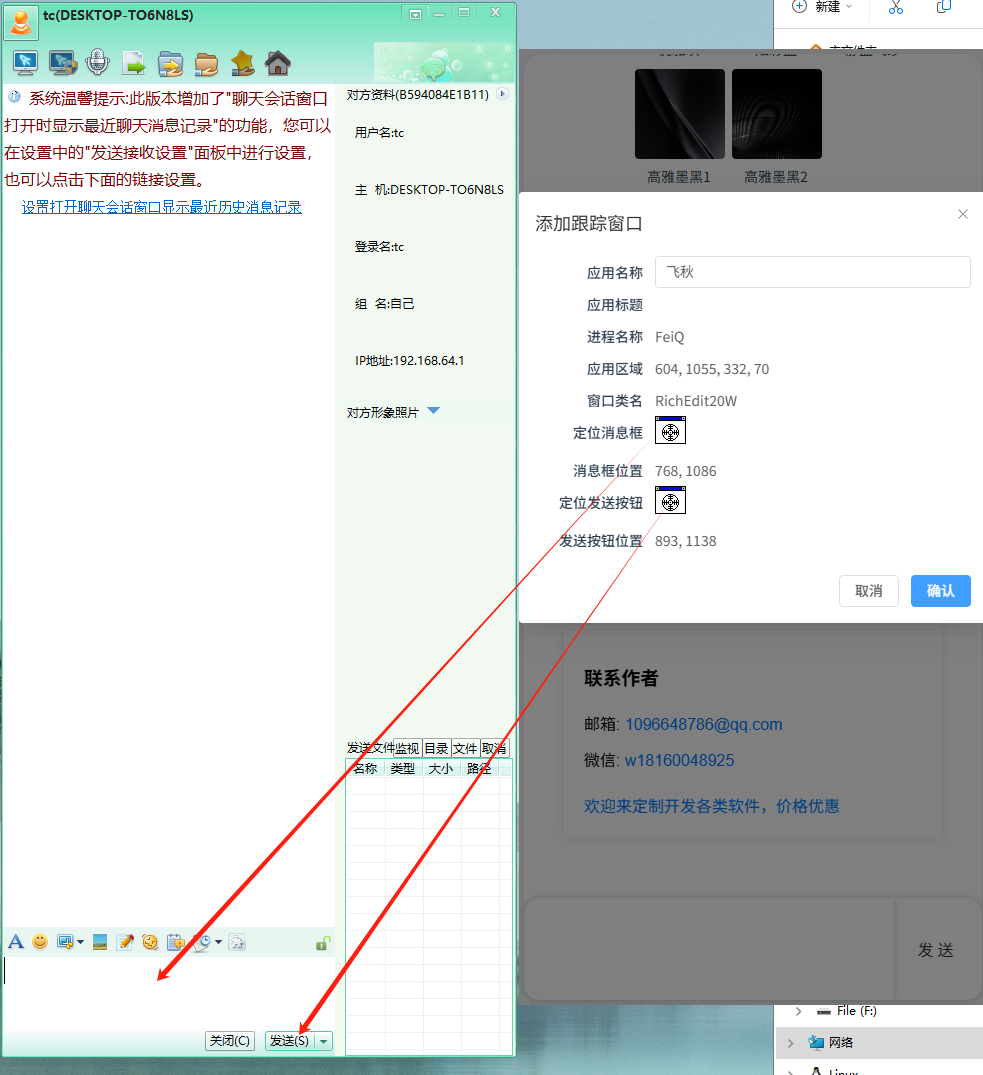 tc(DESKTOP-TO6N8LS)
系统温馨提示:此版本增加了"聊天会话窗口
打开时显示最近聊天消息记录"的功能，您可以
在设置中的"发送接收设置"面板中进行设置，
也可以点击下面的链接设置。
设置打开聊天会话窗口显示最近历史消息记录
对方资料(B594084E1B11)
用户名:tc
主 机:DESKTOP-TO6N8LS
登录名:tc
组 名:自己
IP地址:192.168.64.1
对方形象照片
发送文件 监视 目录 文件 取消
名称 类型 大小 路径
关闭(C) 发送(S)
新建
高雅墨黑1 高雅墨黑2
添加跟踪窗口
应用名称 飞秋
应用标题
进程名称 FeiQ
应用区域 604, 1055, 332, 70
窗口类名 RichEdit20W
定位消息框
消息框位置 768, 1086
定位发送按钮
发送按钮位置 893, 1138
取消 确认
联系作者
邮箱: 1096648786@qq.com
微信: w18160048925
欢迎来定制开发各类软件，价格优惠
发 送
File (F:)
网络
Linux